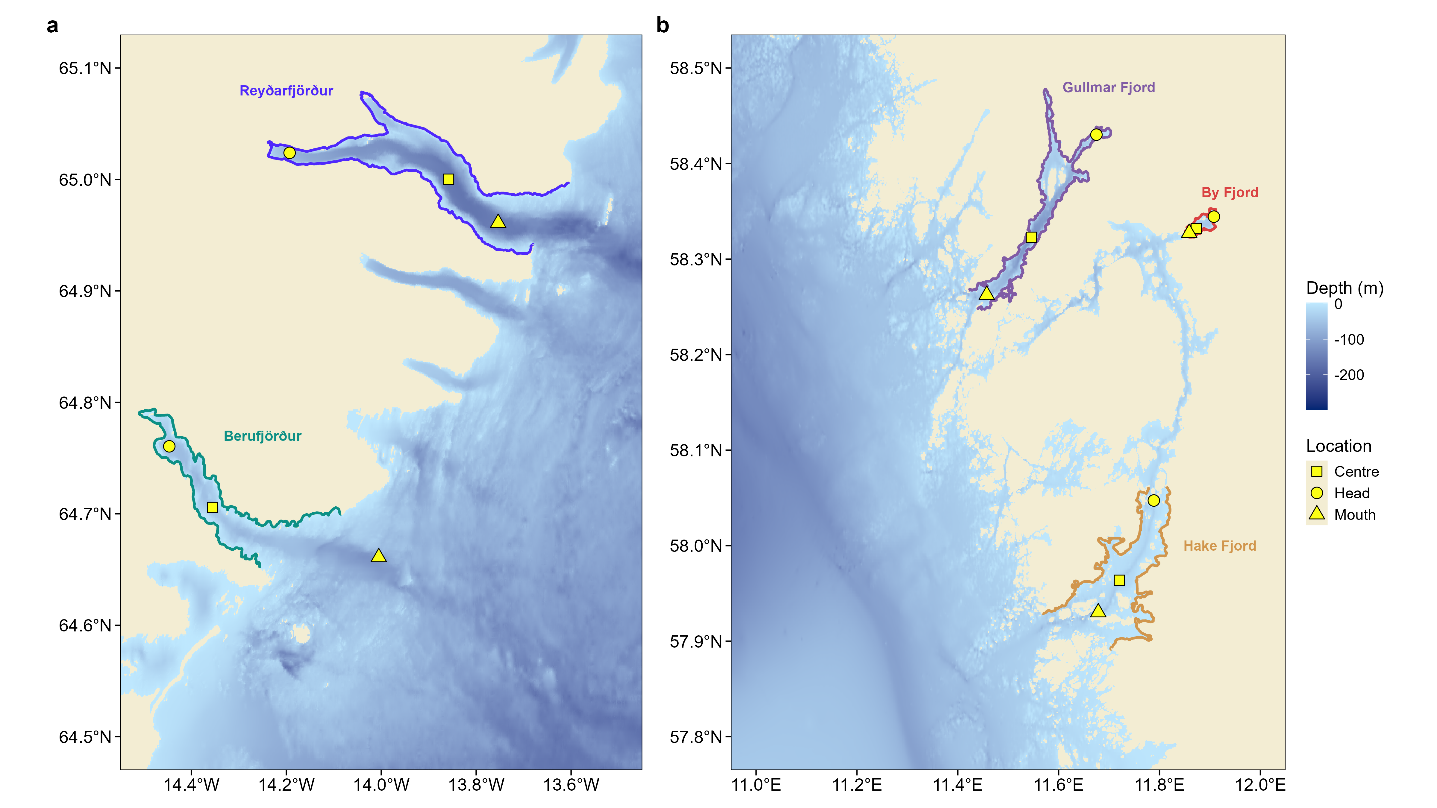 a
65.1°N
65.0°N
64.9°N
64.8°N
64.7°N
64.6°N
64.5°N
14.4°W
14.2°W
14.0°W
13.8°W
13.6°W
Reyðarfjörður
Berufjörður
b
58.5°N
58.4°N
58.3°N
58.2°N
58.1°N
58.0°N
57.9°N
57.8°N
11.0°E
11.2°E
11.4°E
11.6°E
11.8°E
12.0°E
Gullmar Fjord
By Fjord
Hake Fjord
Depth (m)
0
-100
-200
Location
Centre
Head
Mouth